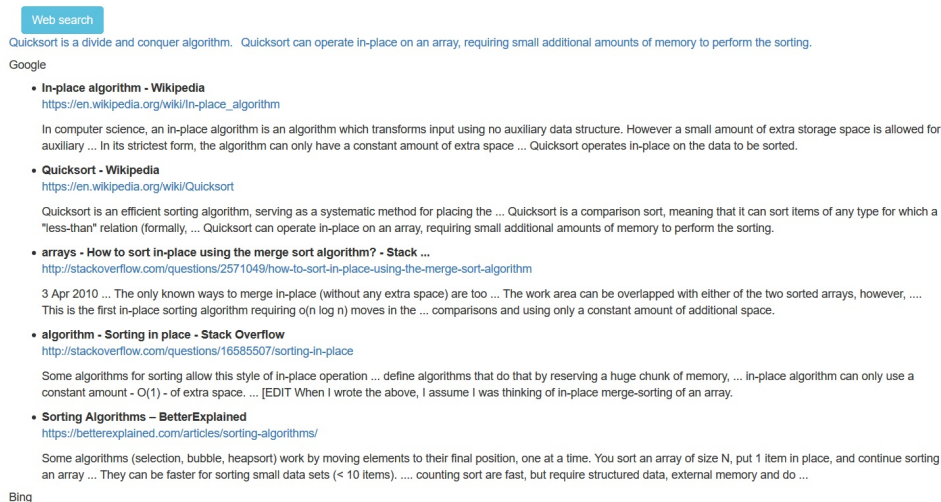 Web search
Quicksort is a divide and conquer algorithm. Quicksort can operate in-place on an array, requiring small additional amounts of memory to perform the sorting.
Google
• In-place algorithm - Wikipedia
https://en.wikipedia.org/wiki/In-place_algorithm
In computer science, an in-place algorithm is an algorithm which transforms input using no auxiliary data structure. However a small amount of extra storage space is allowed for
auxiliary ... In its strictest form, the algorithm can only have a constant amount of extra space ... Quicksort operates in-place on the data to be sorted.
• Quicksort - Wikipedia
https://en.wikipedia.org/wiki/Quicksort
Quicksort is an efficient sorting algorithm, serving as a systematic method for placing the ... Quicksort is a comparison sort, meaning that it can sort items of any type for which a
"less-than" relation (formally, ... Quicksort can operate in-place on an array, requiring small additional amounts of memory to perform the sorting.
• arrays - How to sort in-place using the merge sort algorithm? - Stack ...
http://stackoverflow.com/questions/2571049/how-to-sort-in-place-using-the-merge-sort-algorithm
3 Apr 2010 ... The only known ways to merge in-place (without any extra space) are too ... The work area can be overlapped with either of the two sorted arrays, however, ....
This is the first in-place sorting algorithm requiring o(n log n) moves in the ... comparisons and using only a constant amount of additional space.
• algorithm - Sorting in place - Stack Overflow
http://stackoverflow.com/questions/16585507/sorting-in-place
Some algorithms for sorting allow this style of in-place operation ... define algorithms that do that by reserving a huge chunk of memory, ... in-place algorithm can only use a
constant amount - O(1) - of extra space. ... [EDIT When I wrote the above, I assume I was thinking of in-place merge-sorting of an array.
• Sorting Algorithms – BetterExplained
https://betterexplained.com/articles/sorting-algorithms/
Some algorithms (selection, bubble, heapsort) work by moving elements to their final position, one at a time. You sort an array of size N, put 1 item in place, and continue sorting
an array ... They can be faster for sorting small data sets (< 10 items). .... counting sort are fast, but require structured data, external memory and do ...
Bing